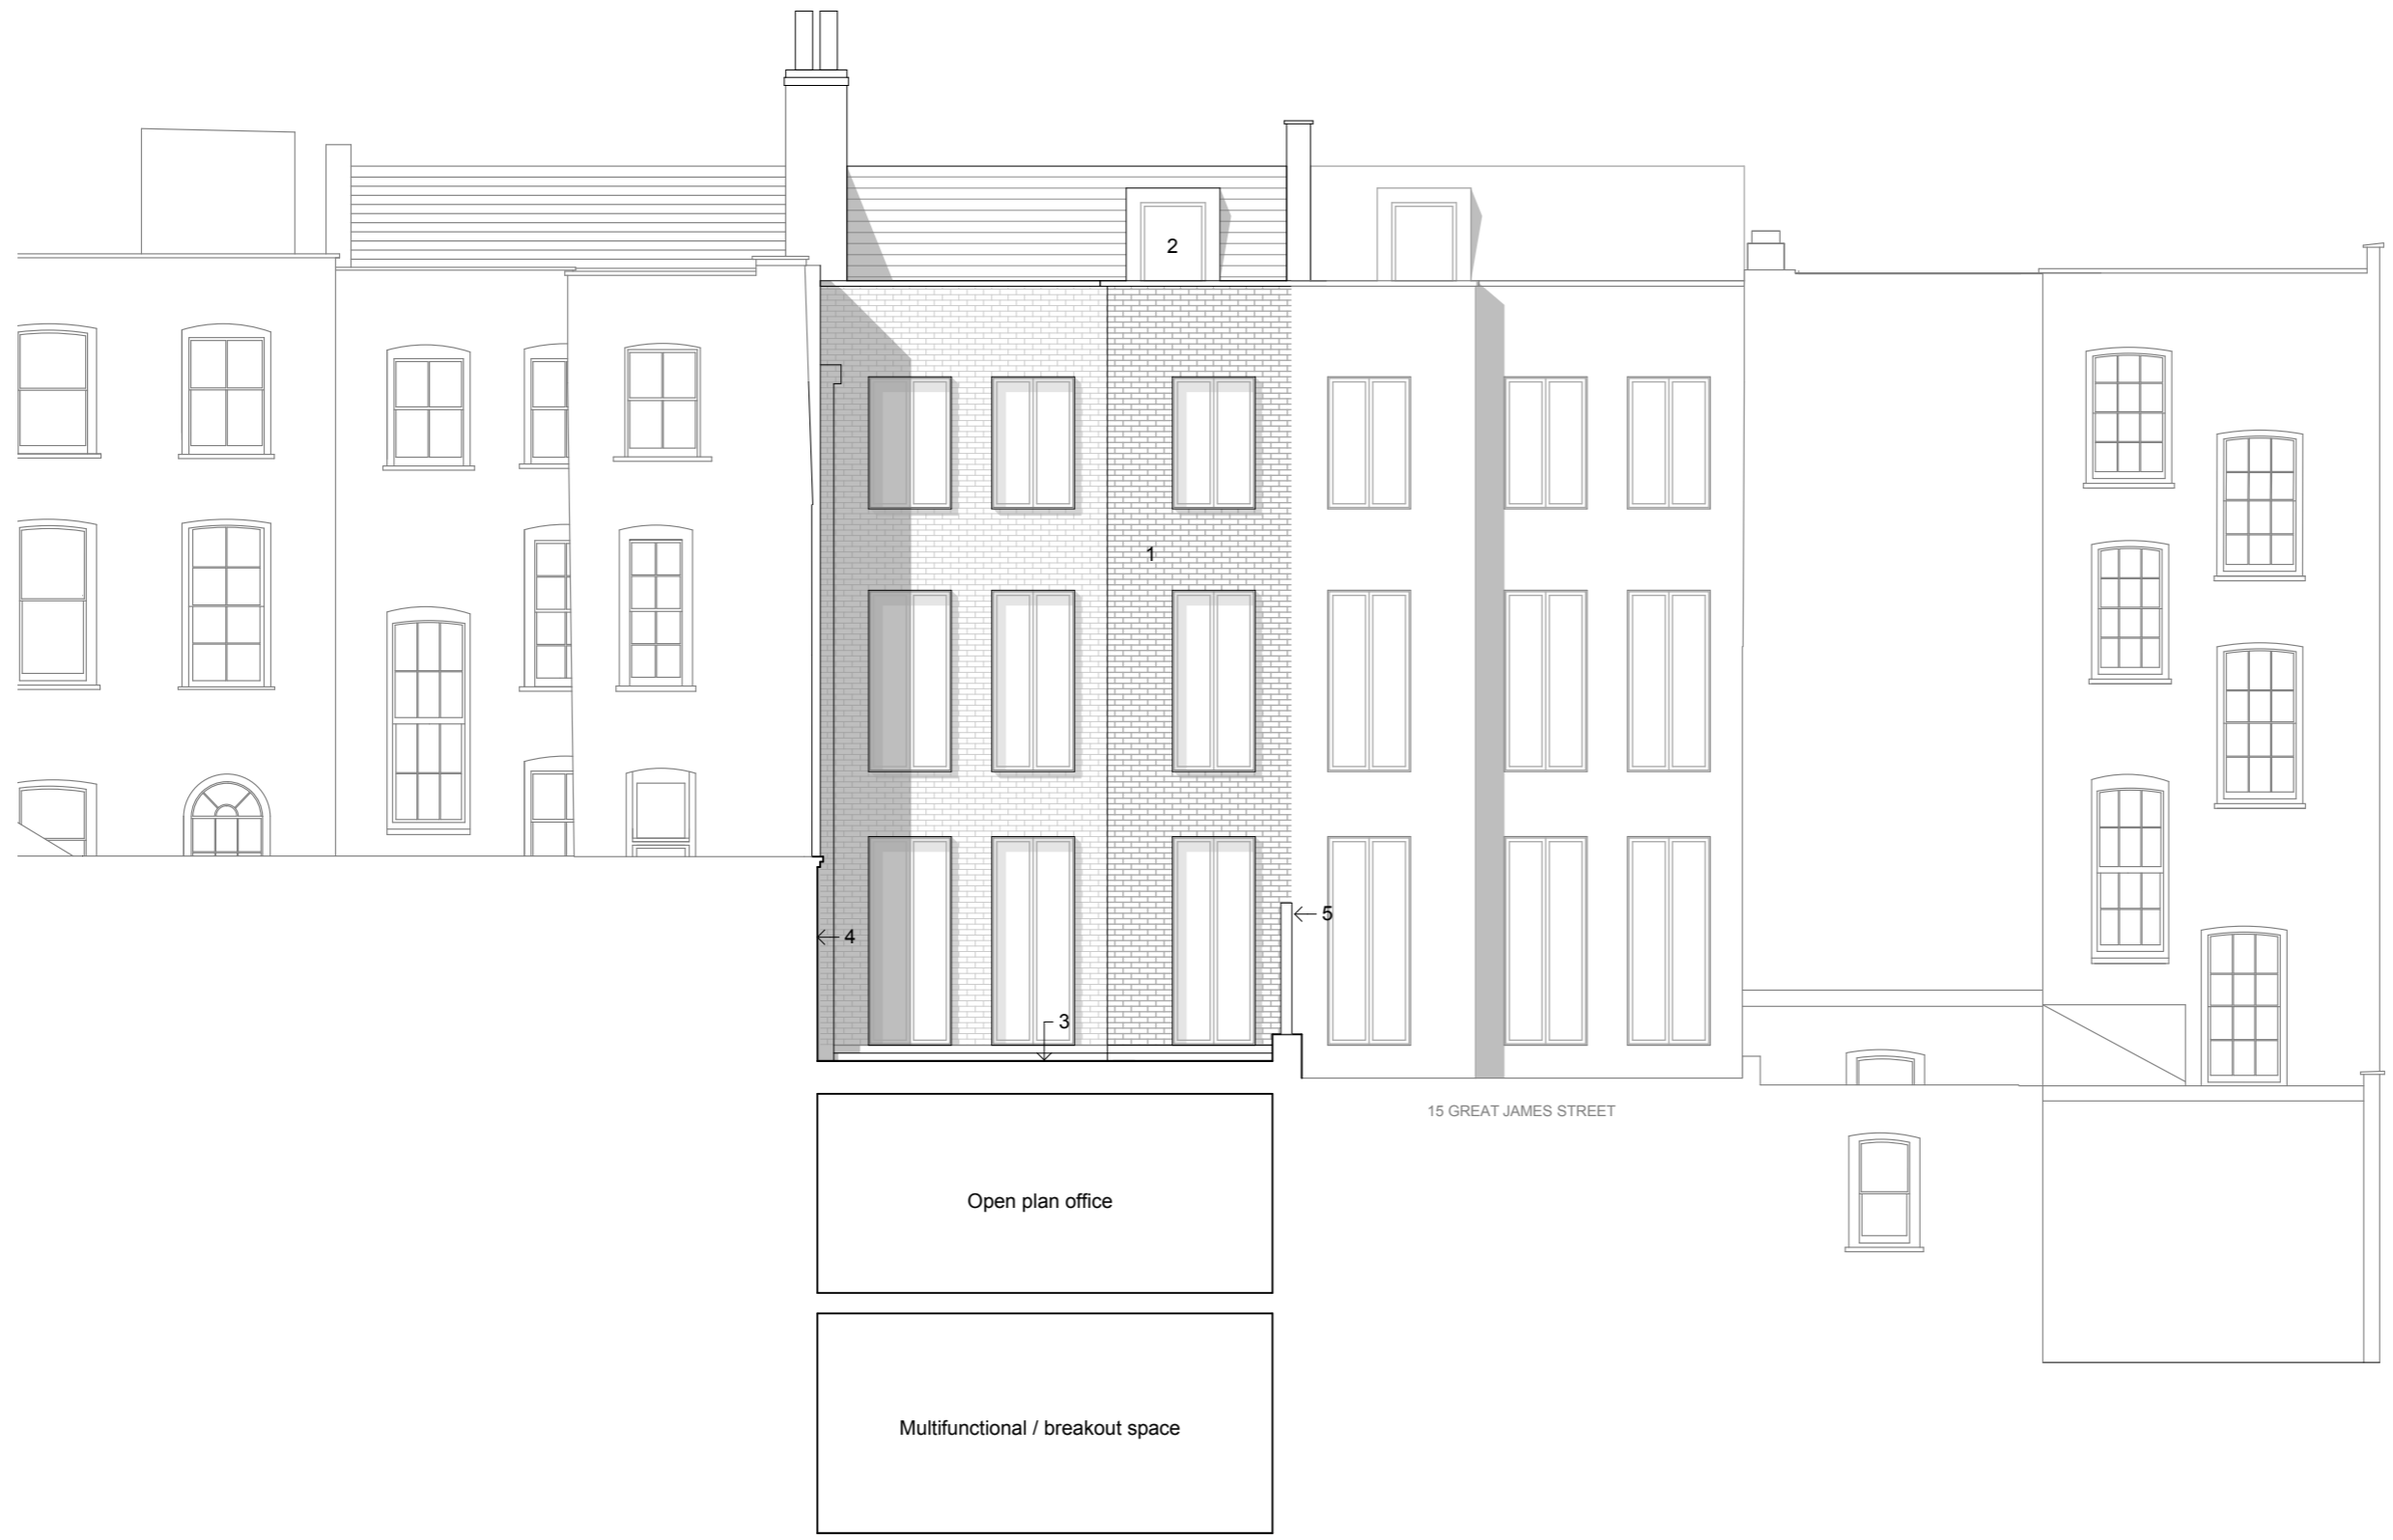 2
1
5
4
3
15 GREAT JAMES STREET
Open plan office
Multifunctional / breakout space